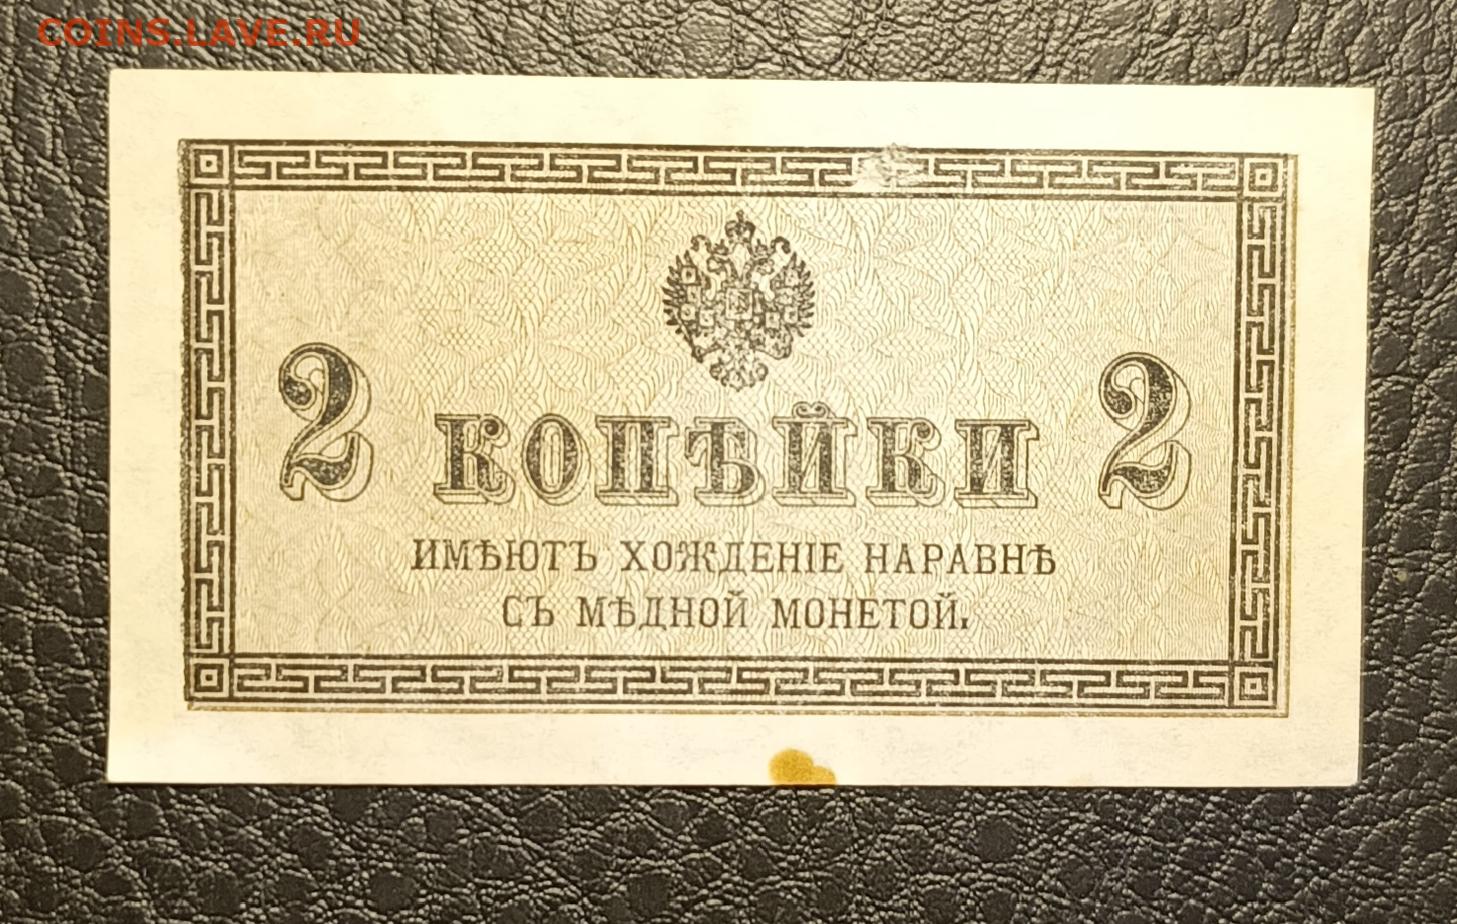 COINS.LAVE.RU
2 КОПѢЙКИ 2
ИМѢЮТЪ ХОЖДЕНІЕ НАРАВНѢ
СЪ МѢДНОЙ МОНЕТОЙ.